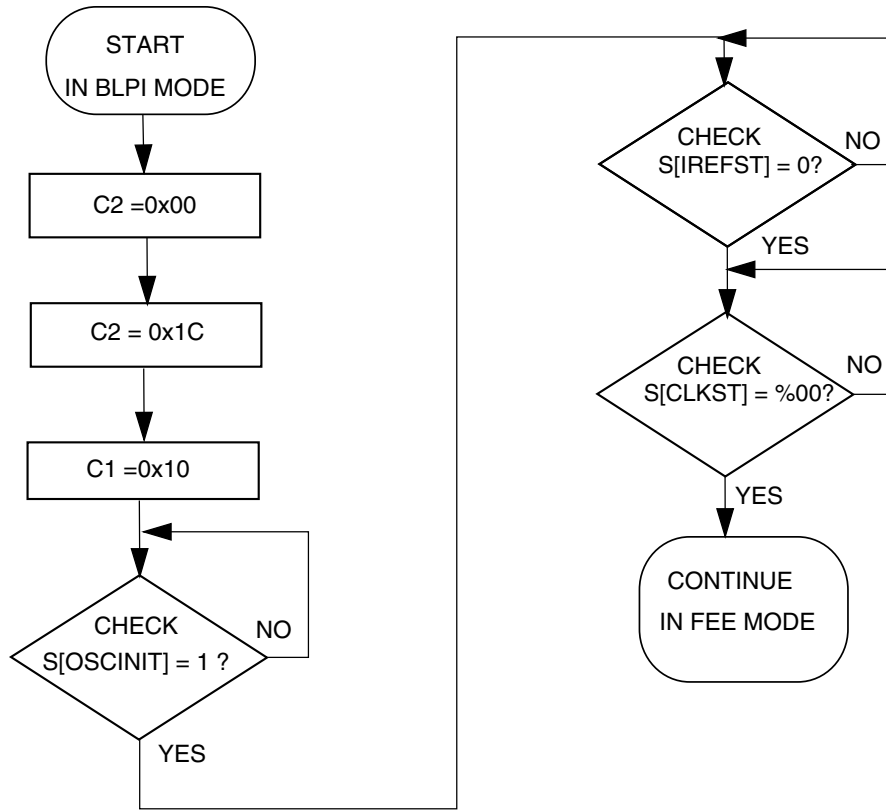 START
IN BLPI MODE
C2 =0x00
C2 = 0x1C
C1 =0x10
CHECK
S[OSCINIT] = 1 ?
NO
YES
CHECK
S[IREFST] = 0?
NO
YES
CHECK
S[CLKST] = %00?
NO
YES
CONTINUE
IN FEE MODE